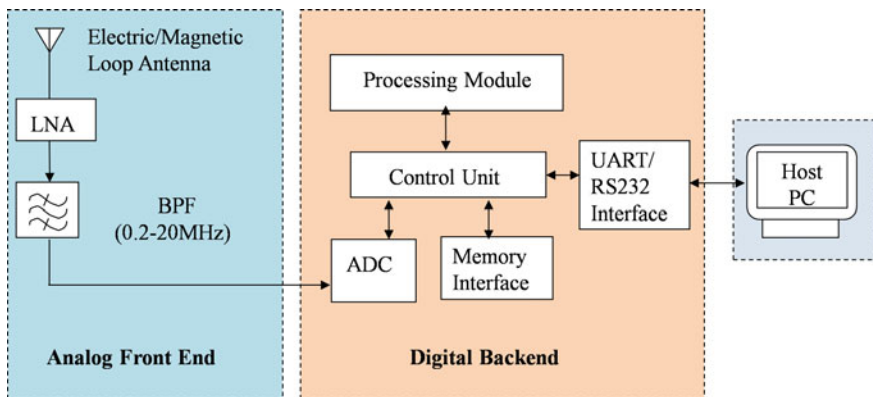 Electric/Magnetic
Loop Antenna
LNA
BPF
(0.2-20MHz)
Analog Front End
Processing Module
Control Unit
UART/
RS232
Interface
ADC
Memory
Interface
Digital Backend
Host
PC